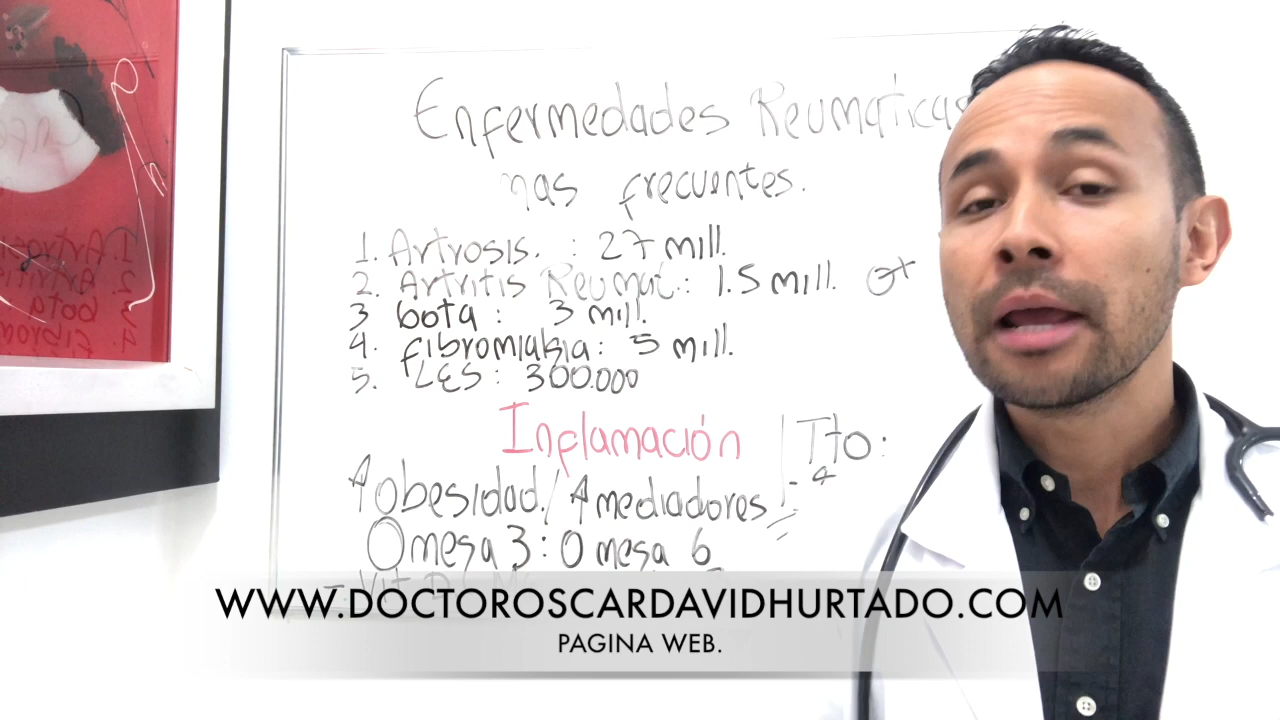 Enfermedades Reumáticas
mas frecuentes.
1. Artrosis. : 27 mill.
2. Artritis Reumat.: 1.5 mill.
3 Gota : 3 mill.
4. fibromialgia: 5 mill.
5. LES : 300.000
Inflamación / Tto:
↑ obesidad / ↑ mediadores
Omega 3 : Omega 6
- Vit D
WWW.DOCTOROSCARDAVIDHURTADO.COM
PAGINA WEB.